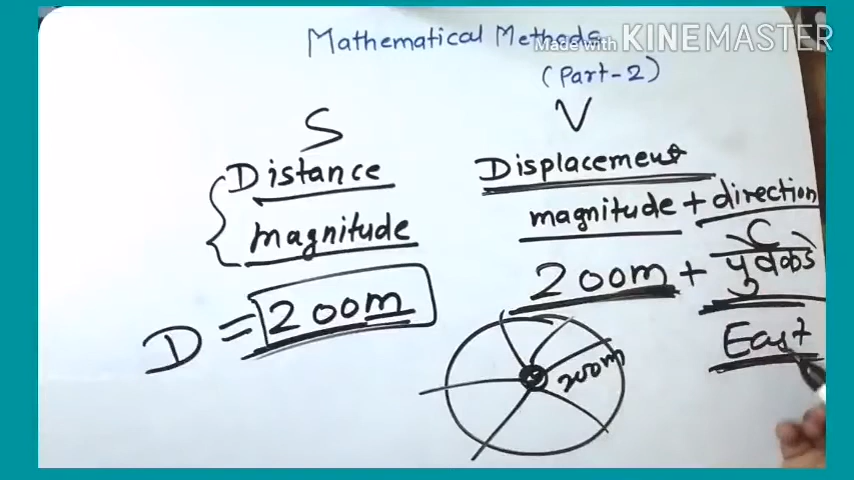 Mathematical Methods
Made with KINEMASTER
(Part-2)
S
V
Distance
Displacement
magnitude
magnitude + direction
D = 200m
200m +
East
200m